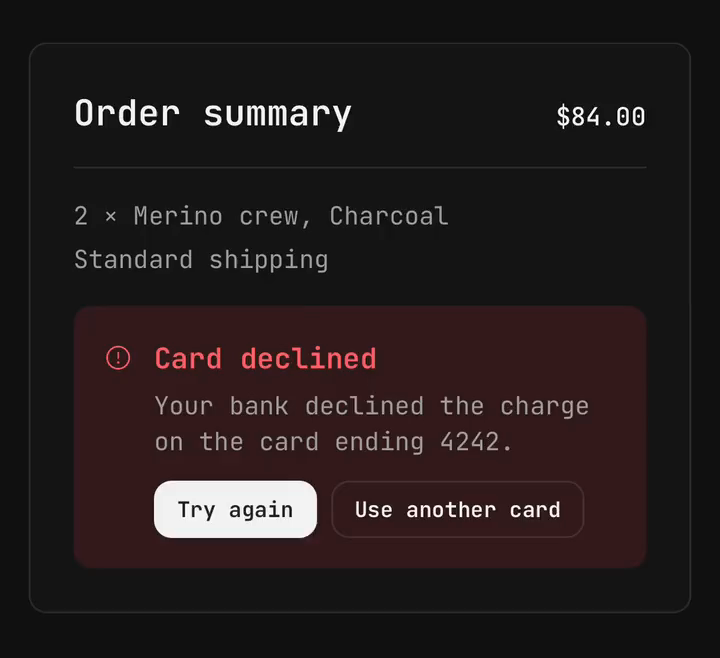 Order summary
$84.00
2 × Merino crew, Charcoal
Standard shipping
Card declined
Your bank declined the charge
on the card ending 4242.
Try again
Use another card